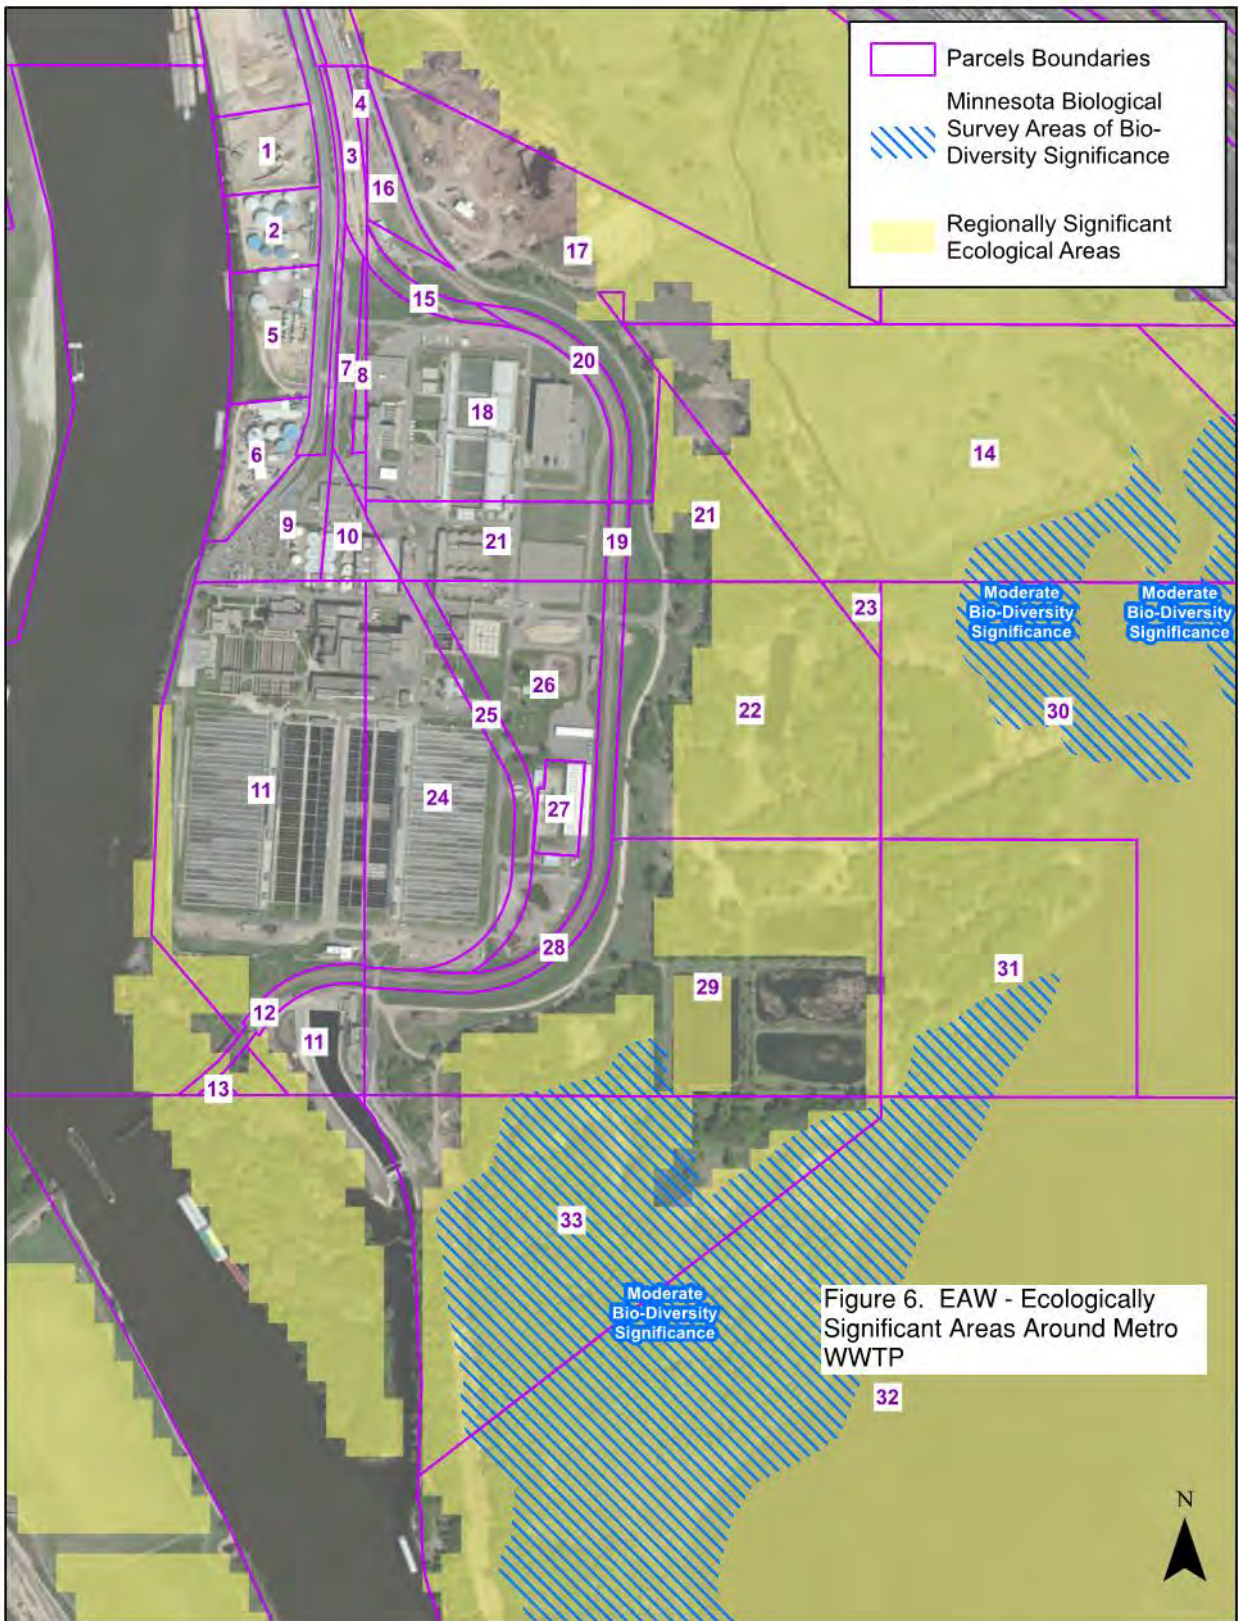 Parcels Boundaries
Minnesota Biological
Survey Areas of Bio-
Diversity Significance
Regionally Significant
Ecological Areas
4
1
3
16
2
17
15
5
20
7
8
18
6
14
21
9
10
21
19
Moderate
Bio-Diversity
Significance
Moderate
Bio-Diversity
Significance
23
26
22
30
25
11
24
27
28
31
29
12
11
13
33
Moderate
Bio-Diversity
Significance
Figure 6. EAW - Ecologically
Significant Areas Around Metro
WWTP
32
N